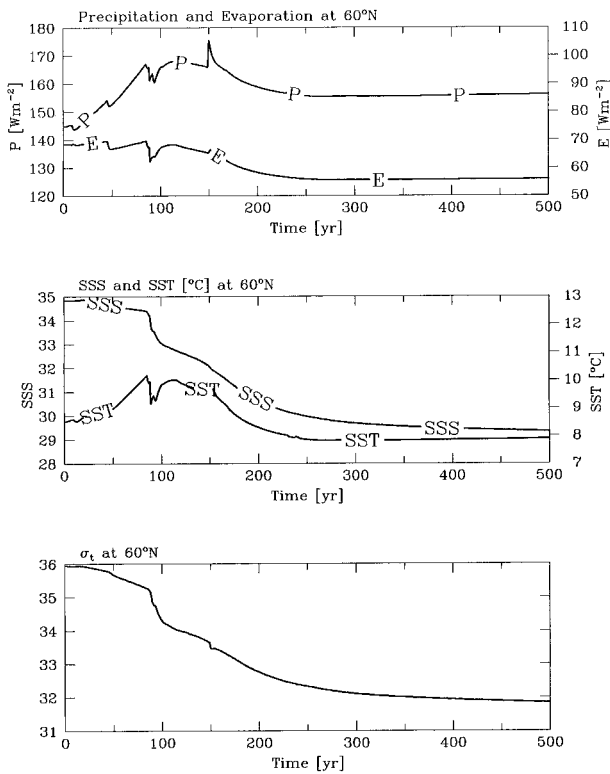 Precipitation and Evaporation at 60°N
180
170
160
150
140
130
120
P [Wm⁻²]
110
100
90
80
70
60
50
E [Wm⁻²]
P
P
P
P
E
E
E
0
100
200
300
400
500
Time [yr]
SSS and SST [°C] at 60°N
35
34
33
32
31
30
29
28
SSS
13
12
11
10
9
8
7
SST [°C]
SSS
SSS
SSS
SST
SST
SST
0
100
200
300
400
500
Time [yr]
σt at 60°N
36
35
34
33
32
31
0
100
200
300
400
500
Time [yr]